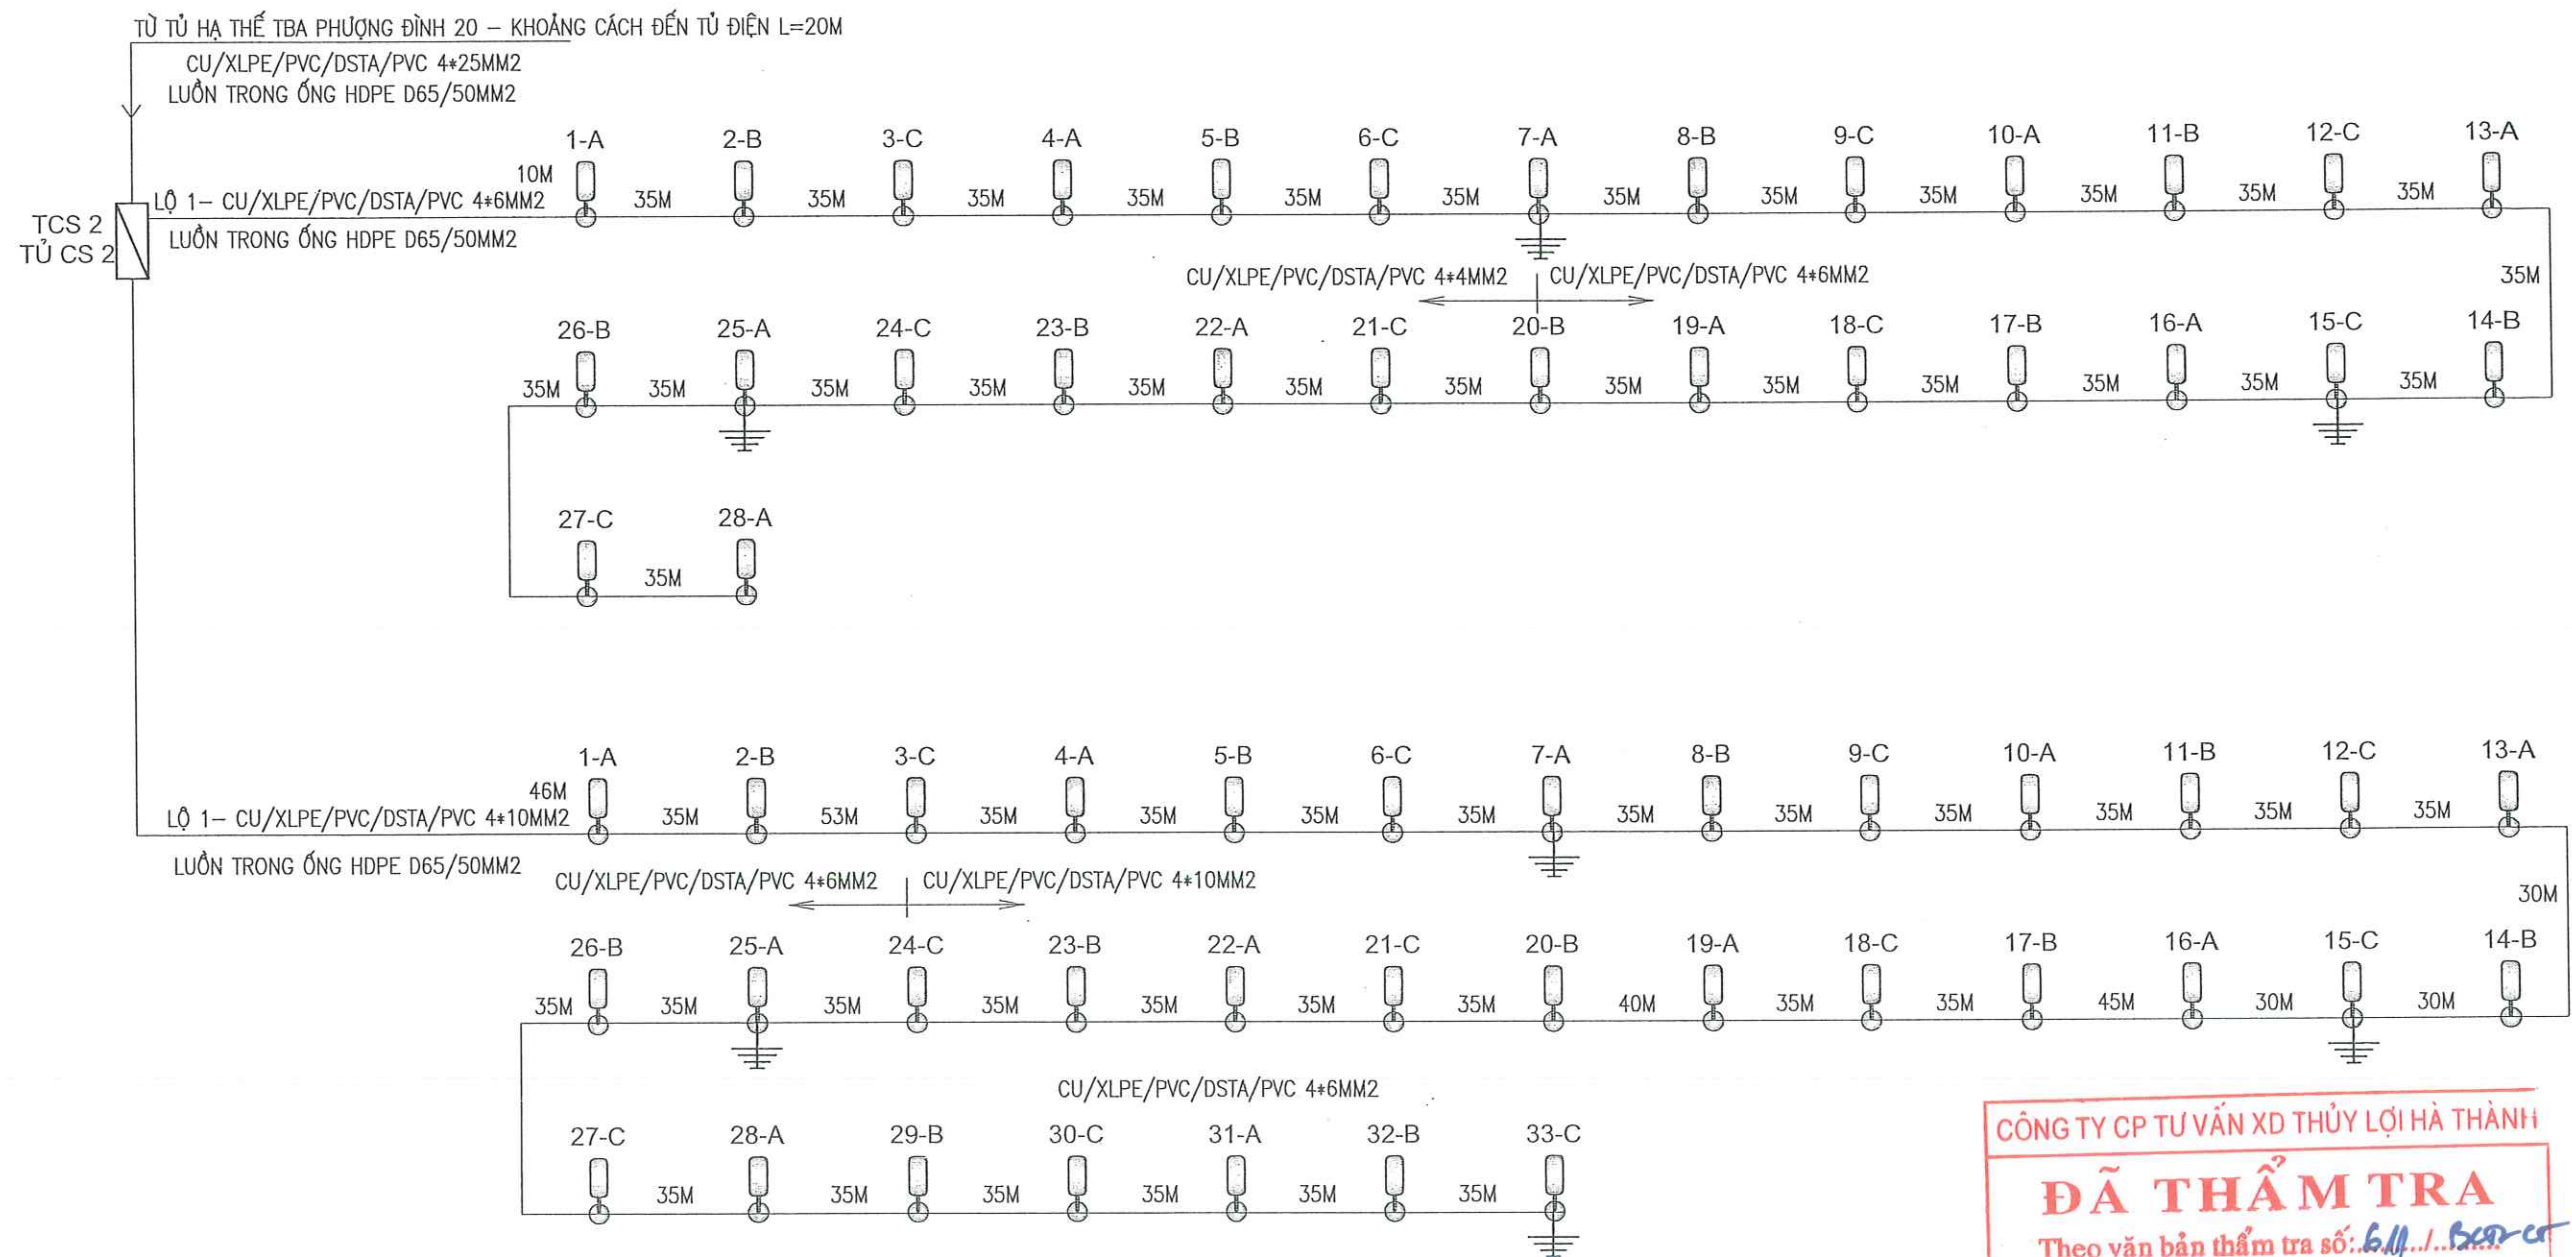 TỪ TỦ HẠ THẾ TBA PHƯỢNG ĐÌNH 20 – KHOẢNG CÁCH ĐẾN TỦ ĐIỆN L=20M
CU/XLPE/PVC/DSTA/PVC 4*25MM2
LUỒN TRONG ỐNG HDPE D65/50MM2
1-A 2-B 3-C 4-A 5-B 6-C 7-A 8-B 9-C 10-A 11-B 12-C 13-A
10M
LỘ 1– CU/XLPE/PVC/DSTA/PVC 4*6MM2 35M 35M 35M 35M 35M 35M 35M 35M 35M 35M 35M 35M
TCS 2
TỦ CS 2
LUỒN TRONG ỐNG HDPE D65/50MM2
CU/XLPE/PVC/DSTA/PVC 4*4MM2 CU/XLPE/PVC/DSTA/PVC 4*6MM2 35M
26-B 25-A 24-C 23-B 22-A 21-C 20-B 19-A 18-C 17-B 16-A 15-C 14-B
35M 35M 35M 35M 35M 35M 35M 35M 35M 35M 35M 35M 35M
27-C 28-A
35M
1-A 2-B 3-C 4-A 5-B 6-C 7-A 8-B 9-C 10-A 11-B 12-C 13-A
46M
LỘ 1– CU/XLPE/PVC/DSTA/PVC 4*10MM2 35M 53M 35M 35M 35M 35M 35M 35M 35M 35M 35M 35M
LUỒN TRONG ỐNG HDPE D65/50MM2
CU/XLPE/PVC/DSTA/PVC 4*6MM2 CU/XLPE/PVC/DSTA/PVC 4*10MM2 30M
26-B 25-A 24-C 23-B 22-A 21-C 20-B 19-A 18-C 17-B 16-A 15-C 14-B
35M 35M 35M 35M 35M 35M 35M 40M 35M 35M 45M 30M 30M
CU/XLPE/PVC/DSTA/PVC 4*6MM2
27-C 28-A 29-B 30-C 31-A 32-B 33-C
35M 35M 35M 35M 35M 35M
CÔNG TY CP TƯ VẤN XD THỦY LỢI HÀ THÀNH
ĐÃ THẨM TRA
Theo văn bản thẩm tra số: